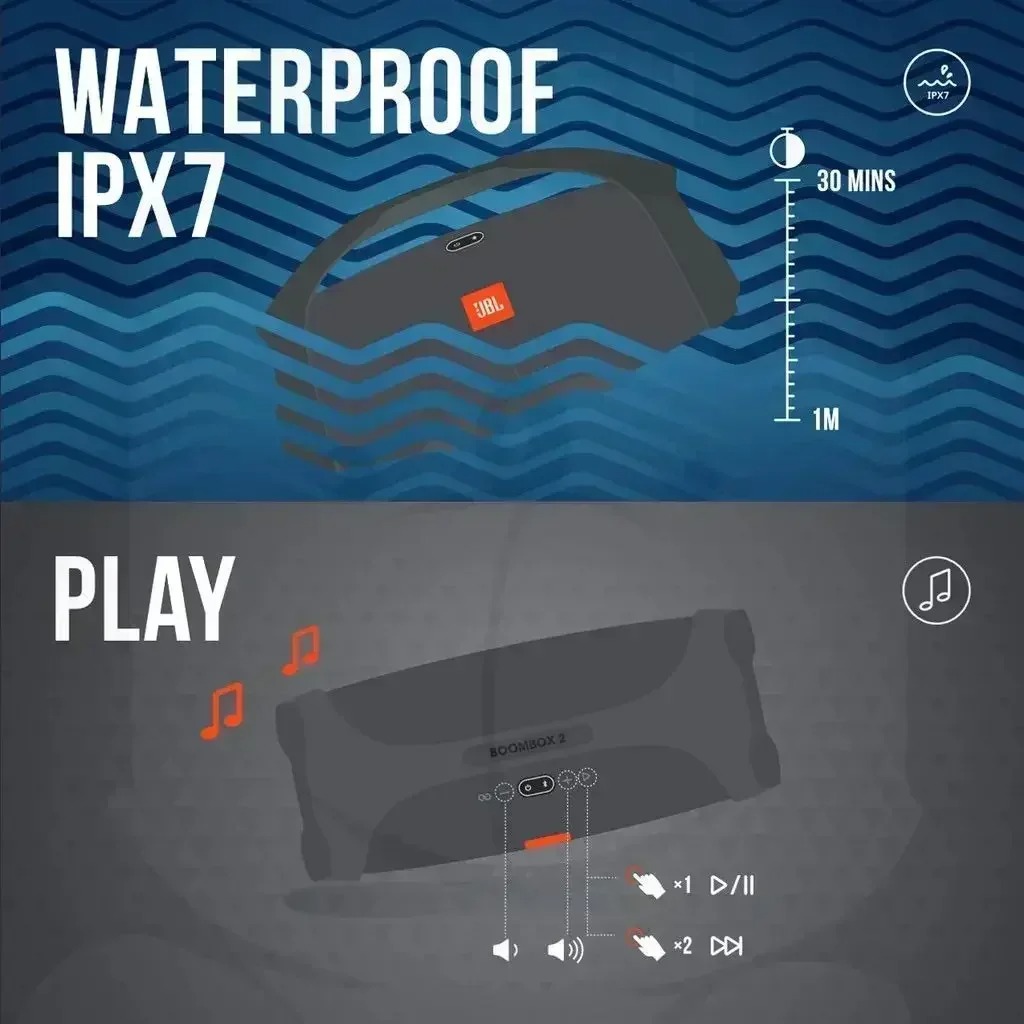 WATERPROOF
IPX7
IPX7
30 MINS
JBL
1M
PLAY
BOOMBOX 2
×1
×2